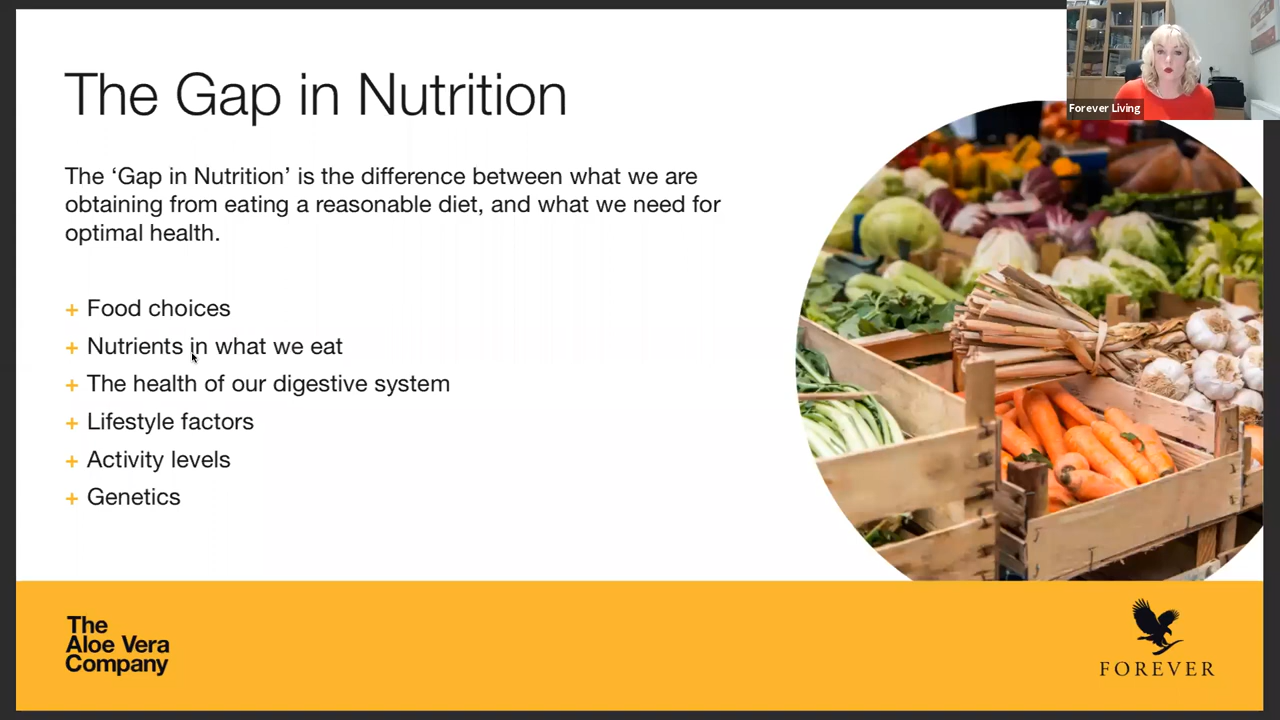 The Gap in Nutrition
Forever Living
The ‘Gap in Nutrition’ is the difference between what we are
obtaining from eating a reasonable diet, and what we need for
optimal health.
+ Food choices
+ Nutrients in what we eat
+ The health of our digestive system
+ Lifestyle factors
+ Activity levels
+ Genetics
The
Aloe Vera
Company
FOREVER